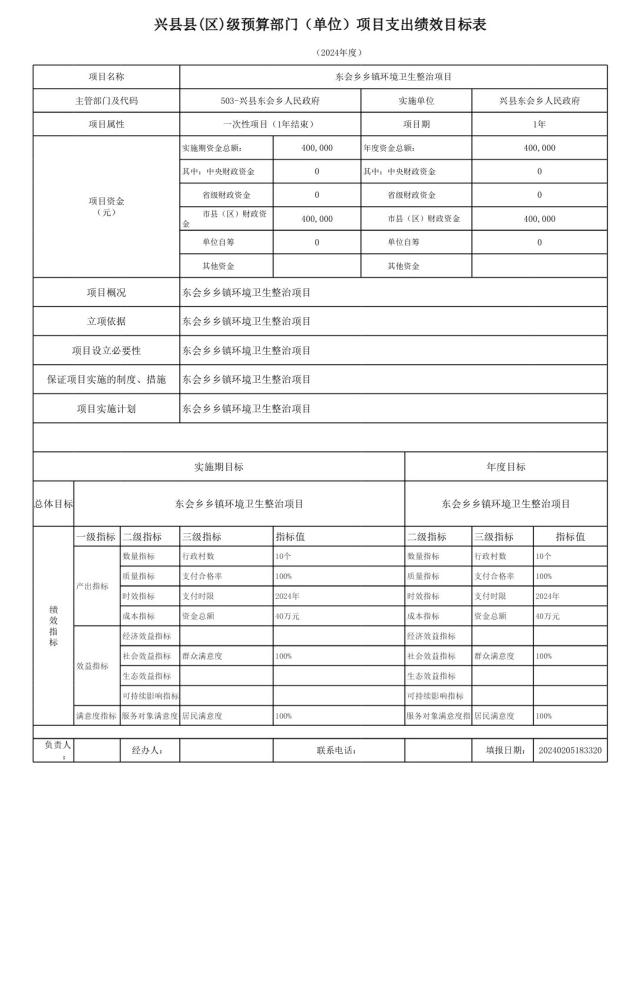 兴县县(区)级预算部门（单位）项目支出绩效目标表
（2024年度）
项目名称 东会乡乡镇环境卫生整治项目
主管部门及代码 503-兴县东会乡人民政府 实施单位 兴县东会乡人民政府
项目属性 一次性项目（1年结束） 项目期 1年
项目资金
（元）
实施期资金总额: 400,000 年度资金总额: 400,000
其中: 中央财政资金 0 其中: 中央财政资金 0
省级财政资金 0 省级财政资金 0
市县（区）财政资
金 400,000 市县（区）财政资金 400,000
单位自筹 0 单位自筹 0
其他资金 其他资金
项目概况 东会乡乡镇环境卫生整治项目
立项依据 东会乡乡镇环境卫生整治项目
项目设立必要性 东会乡乡镇环境卫生整治项目
保证项目实施的制度、措施 东会乡乡镇环境卫生整治项目
项目实施计划 东会乡乡镇环境卫生整治项目
实施期目标 年度目标
总体目标 东会乡乡镇环境卫生整治项目 东会乡乡镇环境卫生整治项目
绩效指标
一级指标 二级指标 三级指标 指标值 二级指标 三级指标 指标值
产出指标
数量指标 行政村数 10个 数量指标 行政村数 10个
质量指标 支付合格率 100% 质量指标 支付合格率 100%
时效指标 支付时限 2024年 时效指标 支付时限 2024年
成本指标 资金总额 40万元 成本指标 资金总额 40万元
效益指标
经济效益指标 经济效益指标
社会效益指标 群众满意度 100% 社会效益指标 群众满意度 100%
生态效益指标 生态效益指标
可持续影响指标 可持续影响指标
满意度指标 服务对象满意度 居民满意度 100% 服务对象满意度指 居民满意度 100%
负责人
: 经办人: 联系电话: 填报日期: 20240205183320